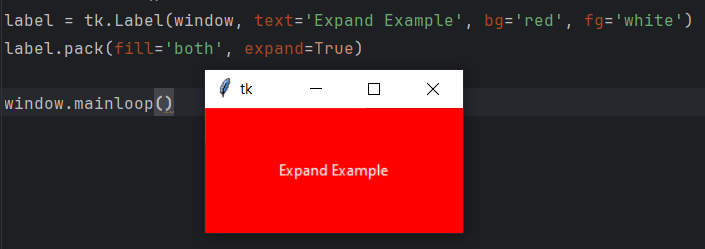 label = tk.Label(window, text='Expand Example', bg='red', fg='white')
label.pack(fill='both', expand=True)
tk
window.mainloop()
Expand Example